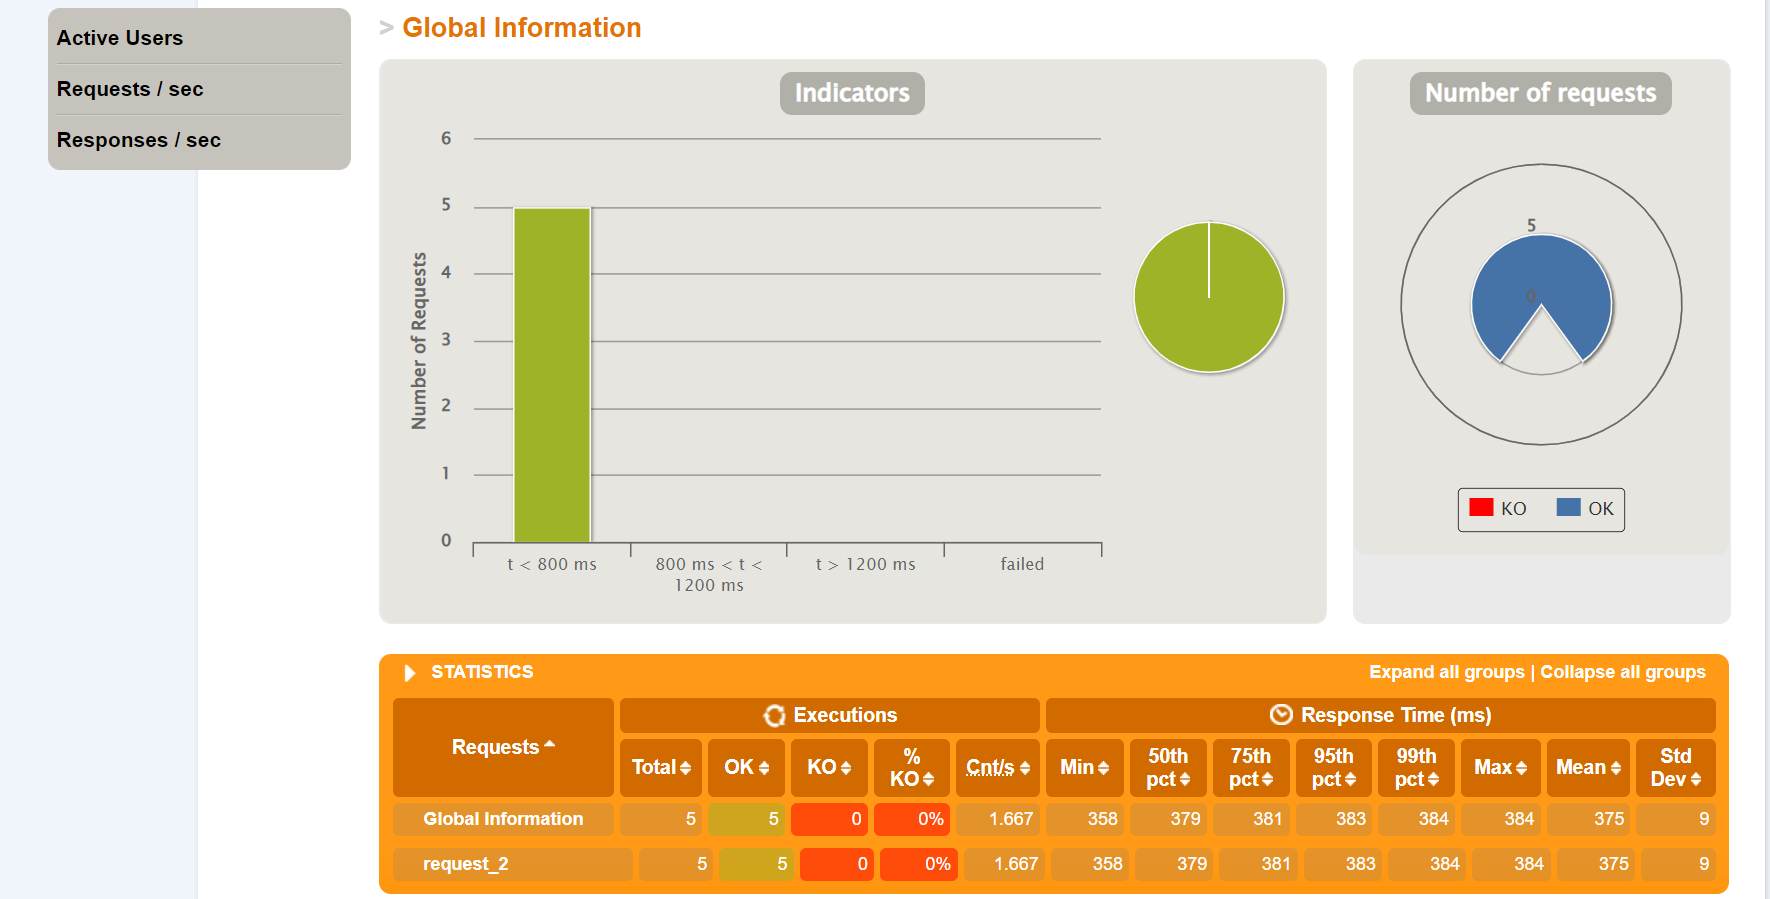 Active Users
Requests / sec
Responses / sec
> Global Information
Indicators
6
5
4
3
2
1
0
Number of Requests
t < 800 ms
800 ms < t <
1200 ms
t > 1200 ms
failed
Number of requests
5
0
KO
OK
STATISTICS
Expand all groups | Collapse all groups
Requests
Executions
Response Time (ms)
Total OK KO % KO Cnt/s Min 50th pct 75th pct 95th pct 99th pct Max Mean Std Dev
Global Information 5 5 0 0% 1.667 358 379 381 383 384 384 375 9
request_2 5 5 0 0% 1.667 358 379 381 383 384 384 375 9